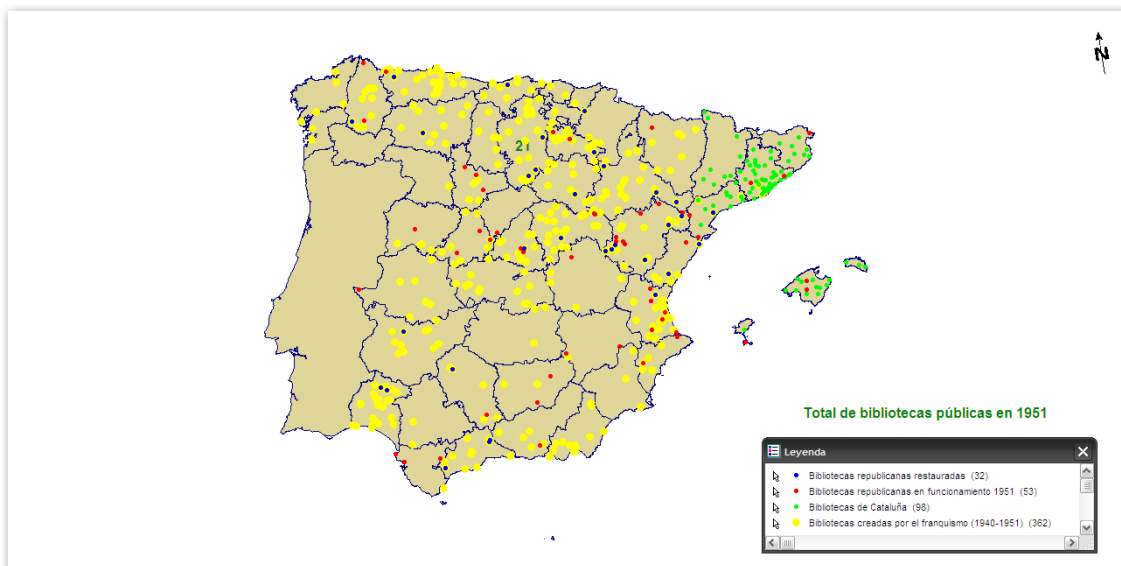 N
21
Total de bibliotecas públicas en 1951
Leyenda
Bibliotecas republicanas restauradas (32)
Bibliotecas republicanas en funcionamiento 1951 (53)
Bibliotecas de Cataluña (98)
Bibliotecas creadas por el franquismo (1940-1951) (362)